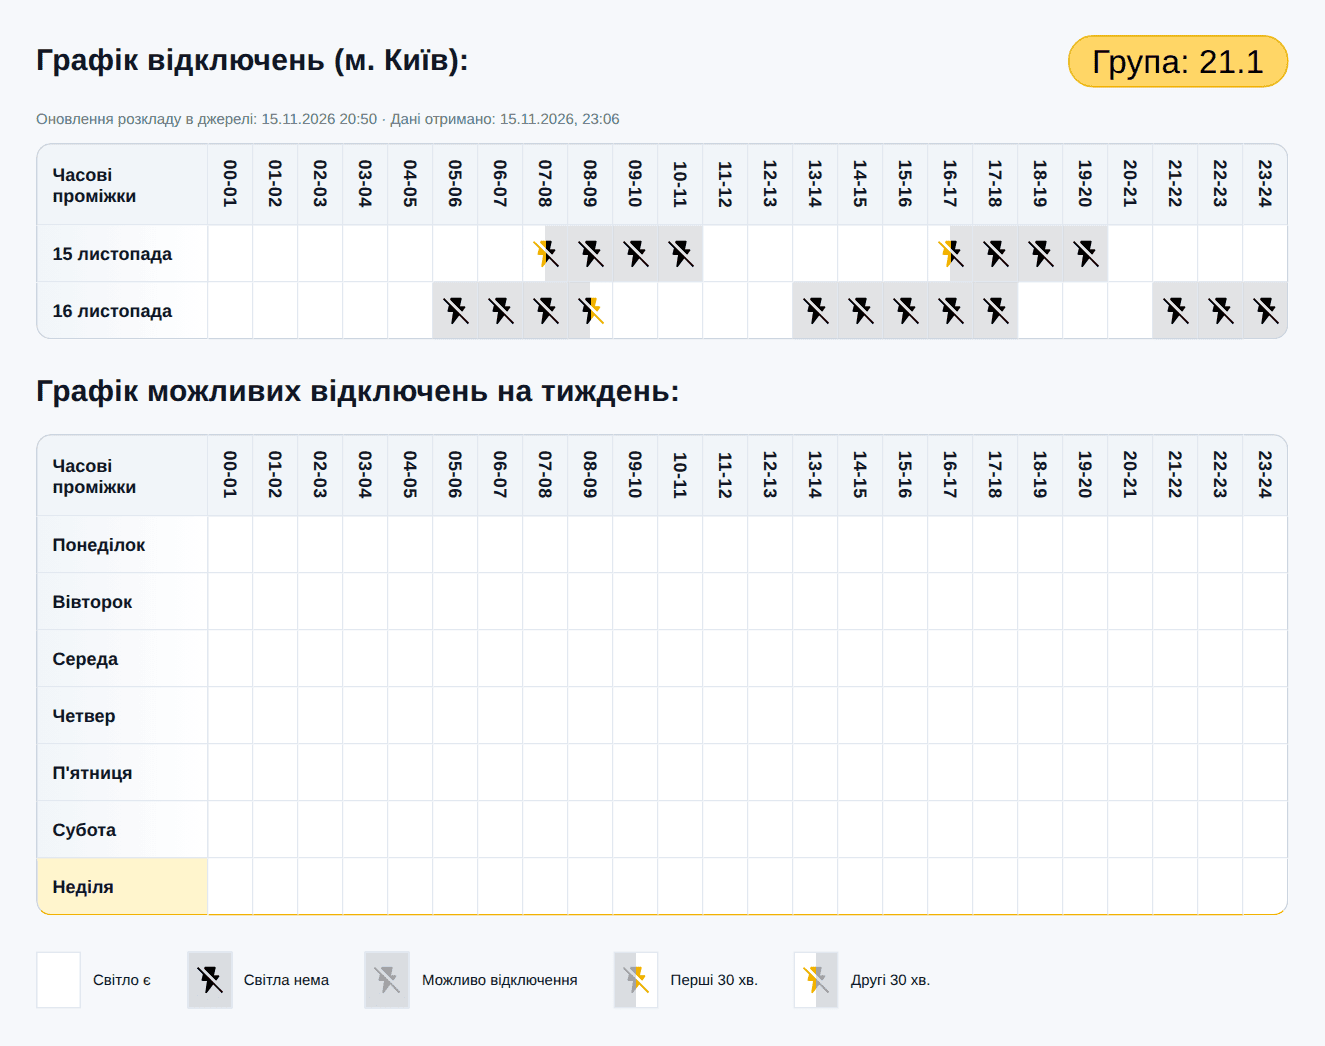 Графік відключень (м. Київ):
Група: 21.1
Оновлення розкладу в джерелі: 15.11.2026 20:50 · Дані отримано: 15.11.2026, 23:06
Часові
проміжки
00-01 01-02 02-03 03-04 04-05 05-06 06-07 07-08 08-09 09-10 10-11 11-12 12-13 13-14 14-15 15-16 16-17 17-18 18-19 19-20 20-21 21-22 22-23 23-24
15 листопада
16 листопада
Графік можливих відключень на тиждень:
Часові
проміжки
00-01 01-02 02-03 03-04 04-05 05-06 06-07 07-08 08-09 09-10 10-11 11-12 12-13 13-14 14-15 15-16 16-17 17-18 18-19 19-20 20-21 21-22 22-23 23-24
Понеділок
Вівторок
Середа
Четвер
П'ятниця
Субота
Неділя
Світло є Світла нема Можливо відключення Перші 30 хв. Другі 30 хв.